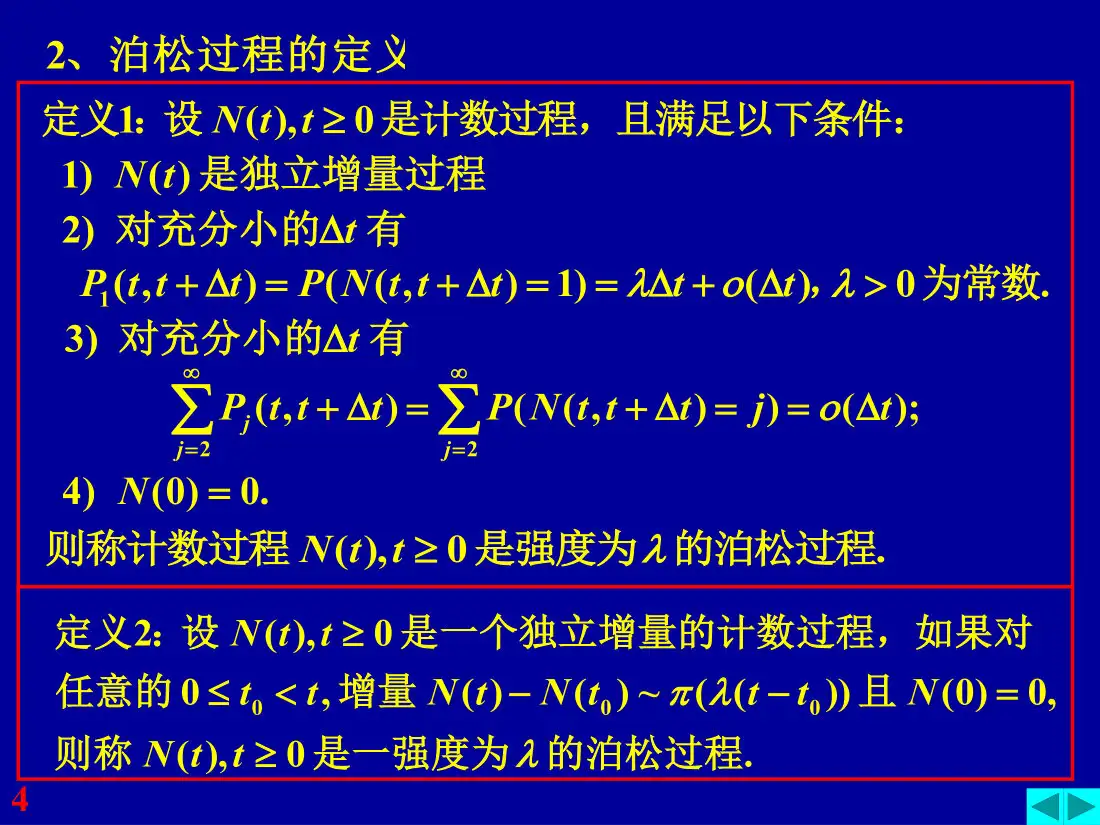 2、泊松过程的定义
定义1：设 N(t), t ≥ 0 是计数过程，且满足以下条件：
1) N(t) 是独立增量过程
2) 对充分小的Δt 有
P₁(t, t + Δt) = P(N(t, t + Δt) = 1) = λΔt + o(Δt)，λ > 0 为常数.
3) 对充分小的Δt 有
∑_{j=2}^{∞} P_j(t, t + Δt) = ∑_{j=2}^{∞} P(N(t, t + Δt) = j) = o(Δt);
4) N(0) = 0.
则称计数过程 N(t), t ≥ 0 是强度为 λ 的泊松过程.
定义2：设 N(t), t ≥ 0 是一个独立增量的计数过程，如果对
任意的 0 ≤ t₀ < t, 增量 N(t) − N(t₀) ~ π(λ(t − t₀)) 且 N(0) = 0,
则称 N(t), t ≥ 0 是一强度为 λ 的泊松过程.
4